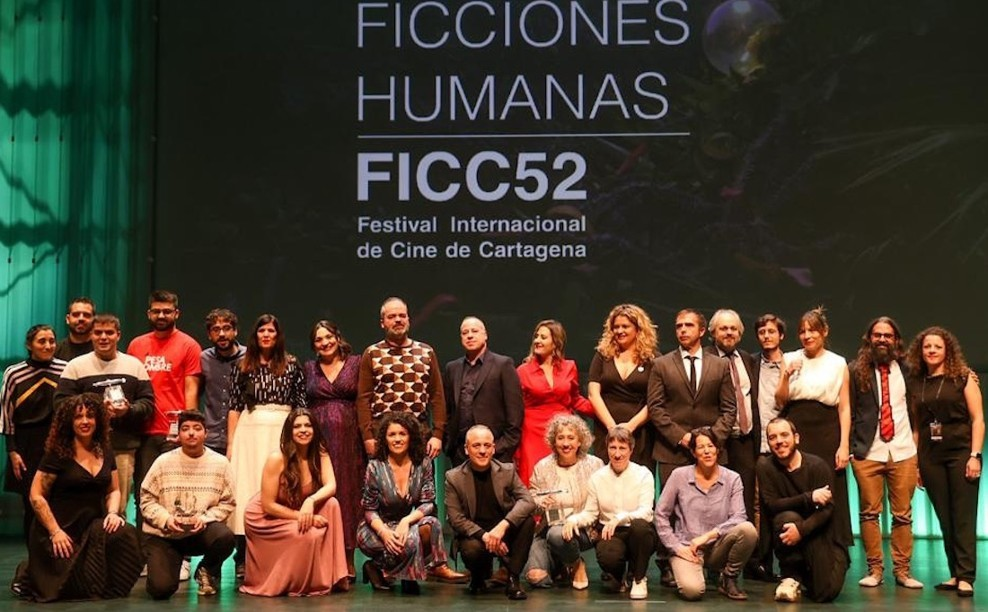 FICCIONES
HUMANAS
FICC52
Festival Internacional
de Cine de Cartagena